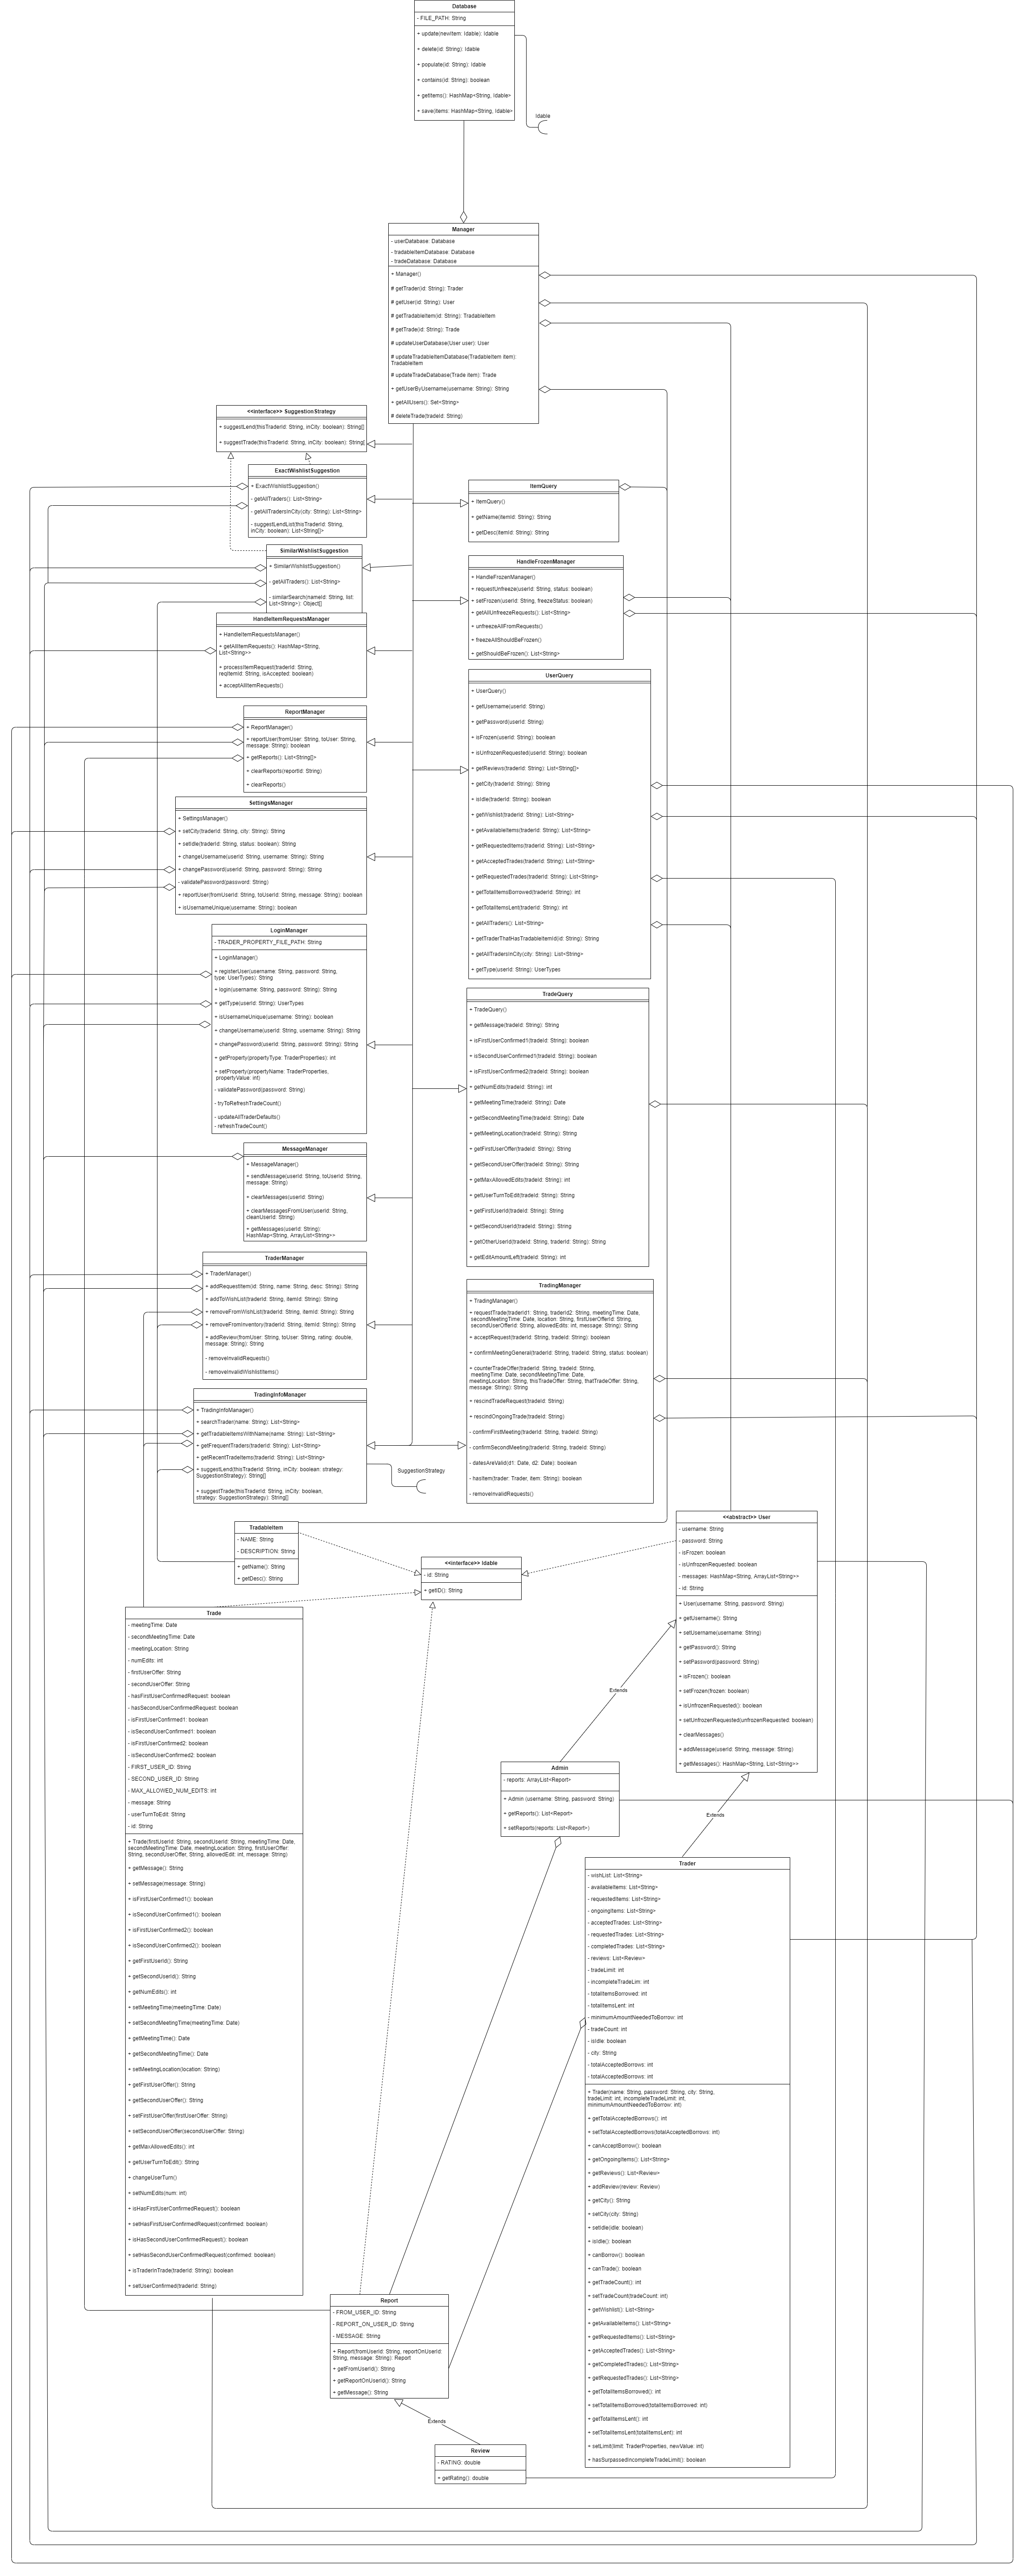 Database
- FILE_PATH: String
+ update(newItem: Idable): Idable
+ delete(id: String): Idable
+ populate(id: String): Idable
+ contains(id: String): boolean
+ getItems(): HashMap<String, Idable>
+ save(items: HashMap<String, Idable>
Idable
Manager
- userDatabase: Database
- tradableItemDatabase: Database
- tradeDatabase: Database
+ Manager()
# getTrader(id: String): Trader
# getUser(id: String): User
# getTradableItem(id: String): TradableItem
# getTrade(id: String): Trade
# updateUserDatabase(User user): User
# updateTradableItemDatabase(TradableItem item):
TradableItem
# updateTradeDatabase(Trade item): Trade
+ getUserByUsername(username: String): String
+ getAllUsers(): Set<String>
# deleteTrade(tradeId: String)
<<interface>> SuggestionStrategy
+ suggestLend(thisTraderId: String, inCity: boolean): String[]
+ suggestTrade(thisTraderId: String, inCity: boolean): String[]
ExactWishlistSuggestion
+ ExactWishlistSuggestion()
- getAllTraders(): List<String>
- getAllTradersInCity(city: String): List<String>
- suggestLendList(thisTraderId: String,
inCity: boolean): List<String[]>
SimilarWishlistSuggestion
+ SimilarWishlistSuggestion()
- getAllTraders(): List<String>
- similarSearch(nameId: String, list:
List<String>): Object[]
HandleItemRequestsManager
+ HandleItemRequestsManager()
+ getAllItemRequests(): HashMap<String,
List<String>>
+ processItemRequest(traderId: String,
reqItemId: String, isAccepted: boolean)
+ acceptAllItemRequests()
ReportManager
+ ReportManager()
+ reportUser(fromUser: String, toUser: String,
message: String): boolean
+ getReports(): List<String[]>
+ clearReports(reportId: String)
+ clearReports()
SettingsManager
+ SettingsManager()
+ setCity(traderId: String, city: String): String
+ setIdle(traderId: String, status: boolean): String
+ changeUsername(userId: String, username: String): String
+ changePassword(userId: String, password: String): String
- validatePassword(password: String)
+ reportUser(fromUserId: String, toUserId: String, message: String): boolean
+ isUsernameUnique(username: String): boolean
LoginManager
- TRADER_PROPERTY_FILE_PATH: String
+ LoginManager()
+ registerUser(username: String, password: String,
type: UserTypes): String
+ login(username: String, password: String): String
+ getType(userId: String): UserTypes
+ isUsernameUnique(username: String): boolean
+ changeUsername(userId: String, username: String): String
+ changePassword(userId: String, password: String): String
+ getProperty(propertyType: TraderProperties): int
+ setProperty(propertyName: TraderProperties,
propertyValue: int)
- validatePassword(password: String)
- tryToRefreshTradeCount()
- updateAllTraderDefaults()
- refreshTradeCount()
MessageManager
+ MessageManager()
+ sendMessage(userId: String, toUserId: String,
message: String)
+ clearMessages(userId: String)
+ clearMessagesFromUser(userId: String,
cleanUserId: String)
+ getMessages(userId: String):
HashMap<String, ArrayList<String>>
TraderManager
+ TraderManager()
+ addRequestItem(id: String, name: String, desc: String): String
+ addToWishList(traderId: String, itemId: String): String
+ removeFromWishList(traderId: String, itemId: String): String
+ removeFromInventory(traderId: String, itemId: String): String
+ addReview(fromUser: String, toUser: String, rating: double,
message: String): String
- removeInvalidRequests()
- removeInvalidWishlistItems()
TradingInfoManager
+ TradingInfoManager()
+ searchTrader(name: String): List<String>
+ getTradableItemsWithName(name: String): List<String>
+ getFrequentTraders(traderId: String): List<String>
+ getRecentTradeItems(traderId: String): List<String>
+ suggestLend(thisTraderId: String, inCity: boolean: strategy:
SuggestionStrategy): String[]
+ suggestTrade(thisTraderId: String, inCity: boolean,
strategy: SuggestionStrategy): String[]
SuggestionStrategy
ItemQuery
+ ItemQuery()
+ getName(itemId: String): String
+ getDesc(itemId: String): String
HandleFrozenManager
+ HandleFrozenManager()
+ requestUnfreeze(userId: String, status: boolean)
+ setFrozen(userId: String, freezeStatus: boolean)
+ getAllUnfreezeRequests(): List<String>
+ unfreezeAllFromRequests()
+ freezeAllShouldBeFrozen()
+ getShouldBeFrozen(): List<String>
UserQuery
+ UserQuery()
+ getUsername(userId: String)
+ getPassword(userId: String)
+ isFrozen(userId: String): boolean
+ isUnfrozenRequested(userId: String): boolean
+ getReviews(traderId: String): List<String[]>
+ getCity(traderId: String): String
+ isIdle(traderId: String): boolean
+ getWishlist(traderId: String): List<String>
+ getAvailableItems(traderId: String): List<String>
+ getRequestedItems(traderId: String): List<String>
+ getAcceptedTrades(traderId: String): List<String>
+ getRequestedTrades(traderId: String): List<String>
+ getTotalItemsBorrowed(traderId: String): int
+ getTotalItemsLent(traderId: String): int
+ getAllTraders(): List<String>
+ getTraderThatHasTradableItemId(id: String): String
+ getAllTradersInCity(city: String): List<String>
+ getType(userId: String): UserTypes
TradeQuery
+ TradeQuery()
+ getMessage(tradeId: String): String
+ isFirstUserConfirmed1(tradeId: String): boolean
+ isSecondUserConfirmed1(tradeId: String): boolean
+ isFirstUserConfirmed2(tradeId: String): boolean
+ getNumEdits(tradeId: String): int
+ getMeetingTime(tradeId: String): Date
+ getSecondMeetingTime(tradeId: String): Date
+ getMeetingLocation(tradeId: String): String
+ getFirstUserOffer(tradeId: String): String
+ getSecondUserOffer(tradeId: String): String
+ getMaxAllowedEdits(tradeId: String): int
+ getUserTurnToEdit(tradeId: String): String
+ getFirstUserId(tradeId: String): String
+ getSecondUserId(tradeId: String): String
+ getOtherUserId(tradeId: String, traderId: String): String
+ getEditAmountLeft(tradeId: String): int
TradingManager
+ TradingManager()
+ requestTrade(traderId1: String, traderId2: String, meetingTime: Date,
secondMeetingTime: Date, location: String, firstUserOfferId: String,
secondUserOfferId: String, allowedEdits: int, message: String): String
+ acceptRequest(traderId: String, tradeId: String): boolean
+ confirmMeetingGeneral(traderId: String, tradeId: String, status: boolean)
+ counterTradeOffer(traderId: String, tradeId: String,
meetingTime: Date, secondMeetingTime: Date,
meetingLocation: String, thisTradeOffer: String, thatTradeOffer: String,
message: String): String
+ rescindTradeRequest(tradeId: String)
+ rescindOngoingTrade(tradeId: String)
- confirmFirstMeeting(traderId: String, tradeId: String)
- confirmSecondMeeting(traderId: String, tradeId: String)
- datesAreValid(d1: Date, d2: Date): boolean
- hasItem(trader: Trader, item: String): boolean
- removeInvalidRequests()
TradableItem
- NAME: String
- DESCRIPTION: String
+ getName(): String
+ getDesc(): String
<<interface>> Idable
- id: String
+ getID(): String
<<abstract>> User
- username: String
- password: String
- isFrozen: boolean
- isUnfrozenRequested: boolean
- messages: HashMap<String, ArrayList<String>>
- id: String
+ User(username: String, password: String)
+ getUsername(): String
+ setUsername(username: String)
+ getPassword(): String
+ setPassword(password: String)
+ isFrozen(): boolean
+ setFrozen(frozen: boolean)
+ isUnfrozenRequested(): boolean
+ setUnfrozenRequested(unfrozenRequested: boolean)
+ clearMessages()
+ addMessage(userId: String, message: String)
+ getMessages(): HashMap<String, List<String>>
Extends
Extends
Trade
- meetingTime: Date
- secondMeetingTime: Date
- meetingLocation: String
- numEdits: int
- firstUserOffer: String
- secondUserOffer: String
- hasFirstUserConfirmedRequest: boolean
- hasSecondUserConfirmedRequest: boolean
- isFirstUserConfirmed1: boolean
- isSecondUserConfirmed1: boolean
- isFirstUserConfirmed2: boolean
- isSecondUserConfirmed2: boolean
- FIRST_USER_ID: String
- SECOND_USER_ID: String
- MAX_ALLOWED_NUM_EDITS: int
- message: String
- userTurnToEdit: String
- id: String
+ Trade(firstUserId: String, secondUserId: String, meetingTime: Date,
secondMeetingTime: Date, meetingLocation: String, firstUserOffer:
String, secondUserOffer, String, allowedEdit: int, message: String)
+ getMessage(): String
+ setMessage(message: String)
+ isFirstUserConfirmed1(): boolean
+ isSecondUserConfirmed1(): boolean
+ isFirstUserConfirmed2(): boolean
+ isSecondUserConfirmed2(): boolean
+ getFirstUserId(): String
+ getSecondUserId(): String
+ getNumEdits(): int
+ setMeetingTime(meetingTime: Date)
+ setSecondMeetingTime(meetingTime: Date)
+ getMeetingTime(): Date
+ getSecondMeetingTime(): Date
+ setMeetingLocation(location: String)
+ getFirstUserOffer(): String
+ getSecondUserOffer(): String
+ setFirstUserOffer(firstUserOffer: String)
+ setSecondUserOffer(secondUserOffer: String)
+ getMaxAllowedEdits(): int
+ getUserTurnToEdit(): String
+ changeUserTurn()
+ setNumEdits(num: int)
+ isHasFirstUserConfirmedRequest(): boolean
+ setHasFirstUserConfirmedRequest(confirmed: boolean)
+ isHasSecondUserConfirmedRequest(): boolean
+ setHasSecondUserConfirmedRequest(confirmed: boolean)
+ isTraderInTrade(traderId: String): boolean
+ setUserConfirmed(traderId: String)
Admin
- reports: ArrayList<Report>
+ Admin (username: String, password: String)
+ getReports(): List<Report>
+ setReports(reports: List<Report>)
Trader
- wishList: List<String>
- availableItems: List<String>
- requestedItems: List<String>
- ongoingItems: List<String>
- acceptedTrades: List<String>
- requestedTrades: List<String>
- completedTrades: List<String>
- reviews: List<Review>
- tradeLimit: int
- incompleteTradeLim: int
- totalItemsBorrowed: int
- totalItemsLent: int
- minimumAmountNeededToBorrow: int
- tradeCount: int
- isIdle: boolean
- city: String
- totalAcceptedBorrows: int
- totalAcceptedBorrows: int
+ Trader(name: String, password: String, city: String,
tradeLimit: int, incompleteTradeLimit: int,
minimumAmountNeededToBorrow: int)
+ getTotalAcceptedBorrows(): int
+ setTotalAcceptedBorrows(totalAcceptedBorrows: int)
+ canAcceptBorrow(): boolean
+ getOngoingItems(): List<String>
+ getReviews(): List<Review>
+ addReview(review: Review)
+ getCity(): String
+ setCity(city: String)
+ setIdle(idle: boolean)
+ isIdle(): boolean
+ canBorrow(): boolean
+ canTrade(): boolean
+ getTradeCount(): int
+ setTradeCount(tradeCount: int)
+ getWishlist(): List<String>
+ getAvailableItems(): List<String>
+ getRequestedItems(): List<String>
+ getAcceptedTrades(): List<String>
+ getCompletedTrades(): List<String>
+ getRequestedTrades(): List<String>
+ getTotalItemsBorrowed(): int
+ setTotalItemsBorrowed(totalItemsBorrowed: int)
+ getTotalItemsLent(): int
+ setTotalItemsLent(totalItemsLent): int
+ setLimit(limit: TraderProperties, newValue: int)
+ hasSurpassedIncompleteTradeLimit(): boolean
Report
- FROM_USER_ID: String
- REPORT_ON_USER_ID: String
- MESSAGE: String
+ Report(fromUserId: String, reportOnUserId:
String, message: String): Report
+ getFromUserId(): String
+ getReportOnUserId(): String
+ getMessage(): String
Extends
Review
- RATING: double
+ getRating(): double